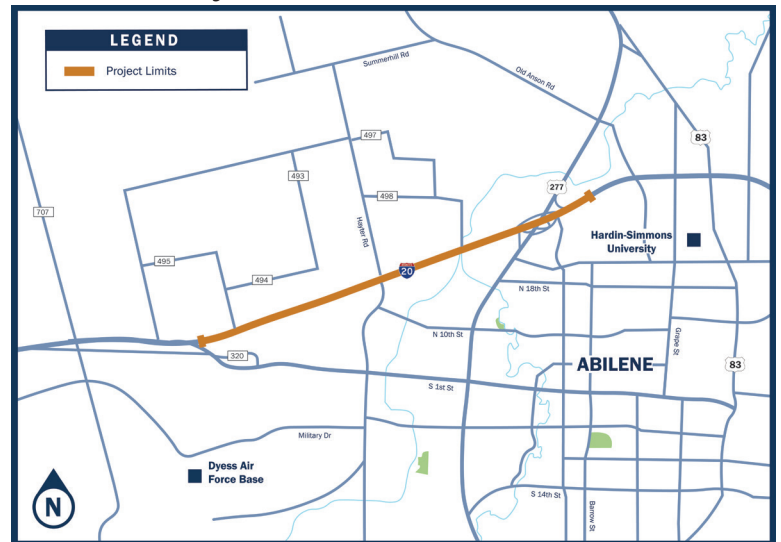 LEGEND
Project Limits
Summerhill Rd
Old Anson Rd
497
83
493
277
498
707
Hayter Rd
Hardin-Simmons
University
495
20
494
N 18th St
N 10th St
Grape St
320
ABILENE
83
S 1st St
Military Dr
Dyess Air
Force Base
N
S 14th St
Barrow St